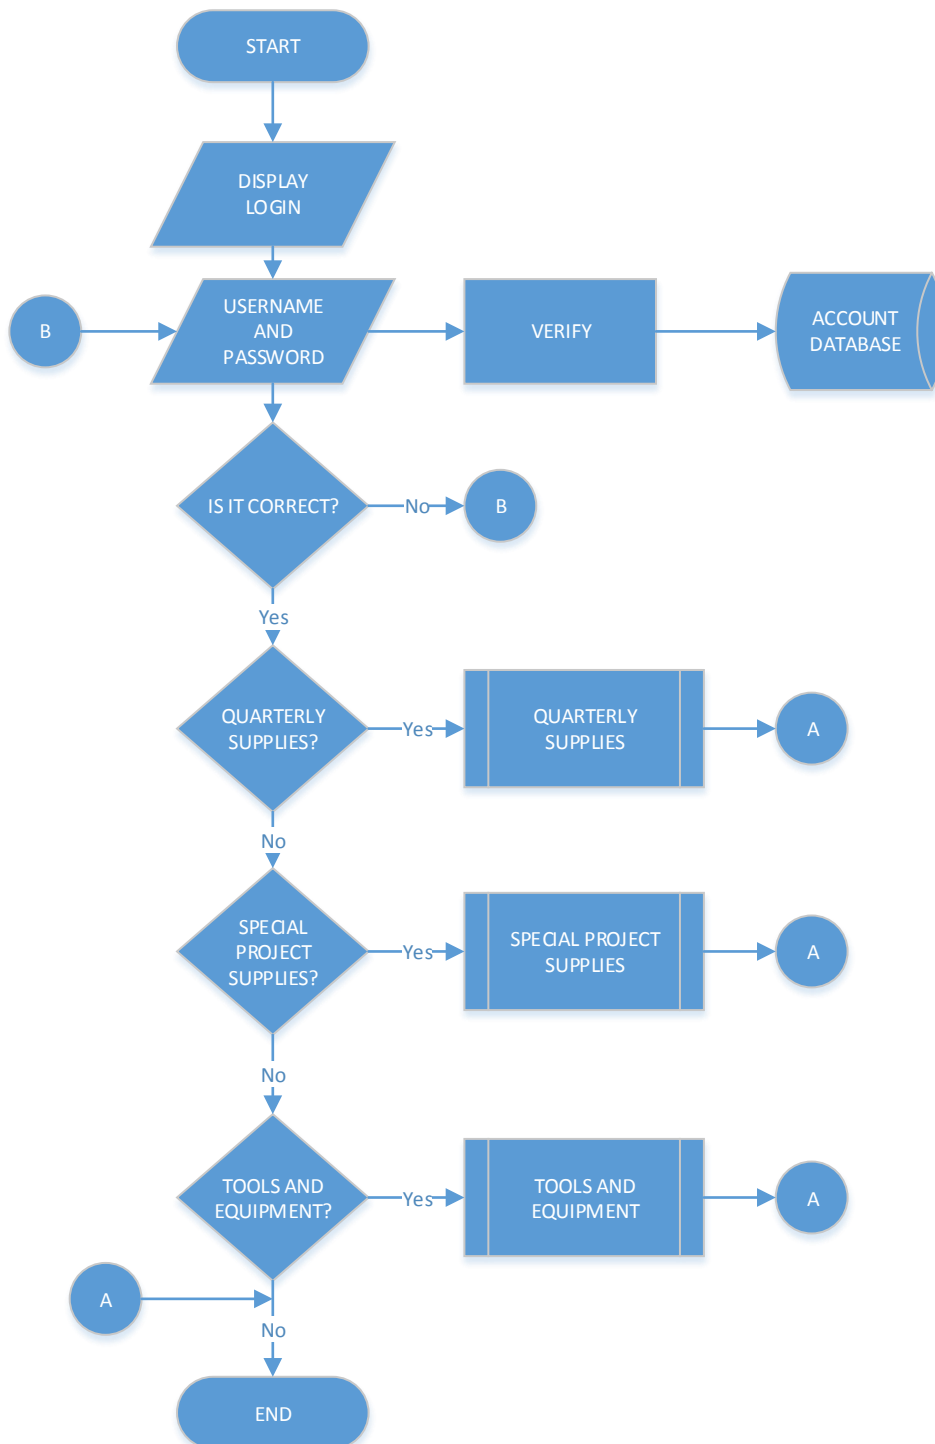 START
DISPLAY
LOGIN
B
USERNAME
AND
PASSWORD
VERIFY
ACCOUNT
DATABASE
IS IT CORRECT?
No
B
Yes
QUARTERLY
SUPPLIES?
Yes
QUARTERLY
SUPPLIES
A
No
SPECIAL
PROJECT
SUPPLIES?
Yes
SPECIAL PROJECT
SUPPLIES
A
No
TOOLS AND
EQUIPMENT?
Yes
TOOLS AND
EQUIPMENT
A
A
No
END